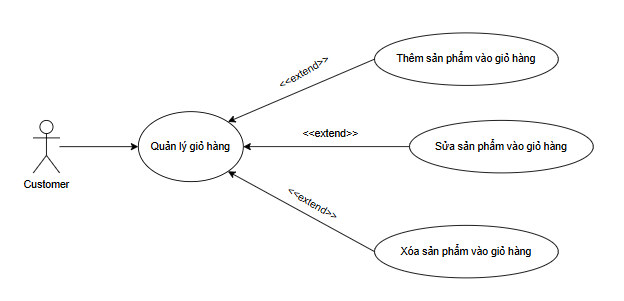 Thêm sản phẩm vào giỏ hàng
<<extend>>
<<extend>>
Quản lý giỏ hàng
Sửa sản phẩm vào giỏ hàng
Customer
<<extend>>
Xóa sản phẩm vào giỏ hàng